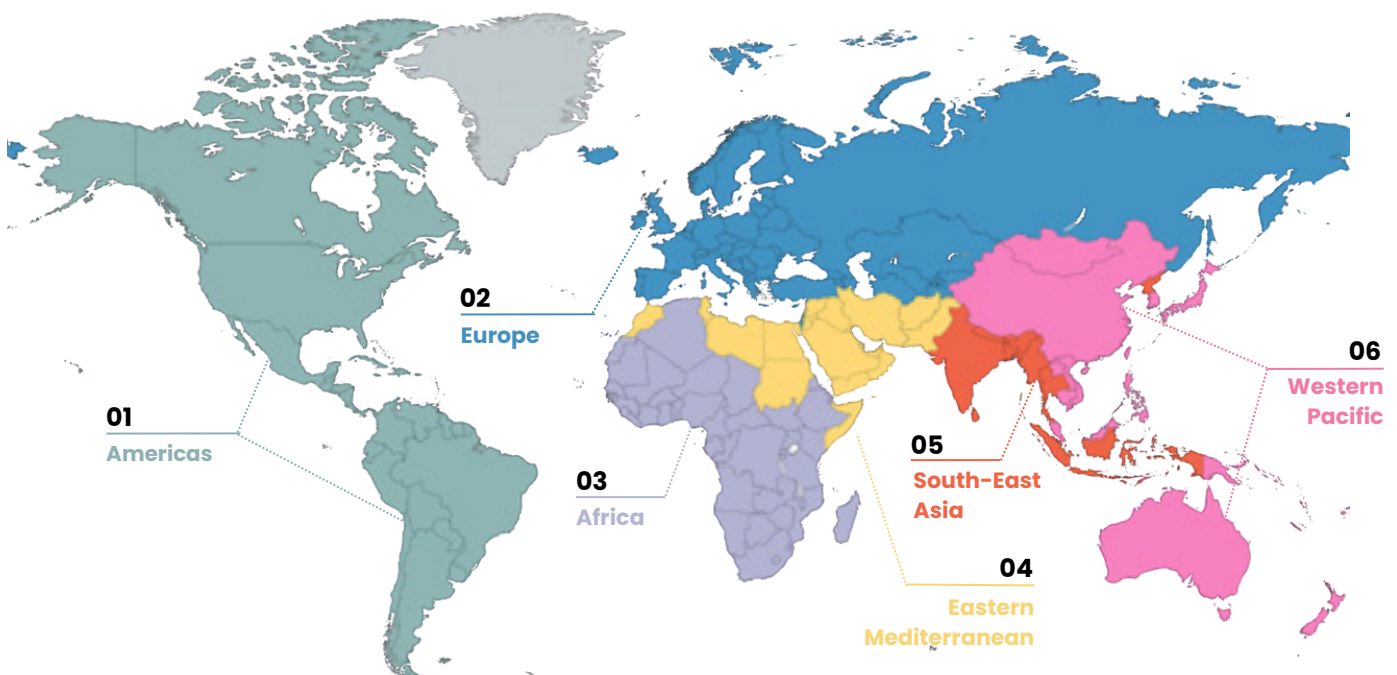 01
Americas
02
Europe
03
Africa
04
Eastern
Mediterranean
05
South-East
Asia
06
Western
Pacific